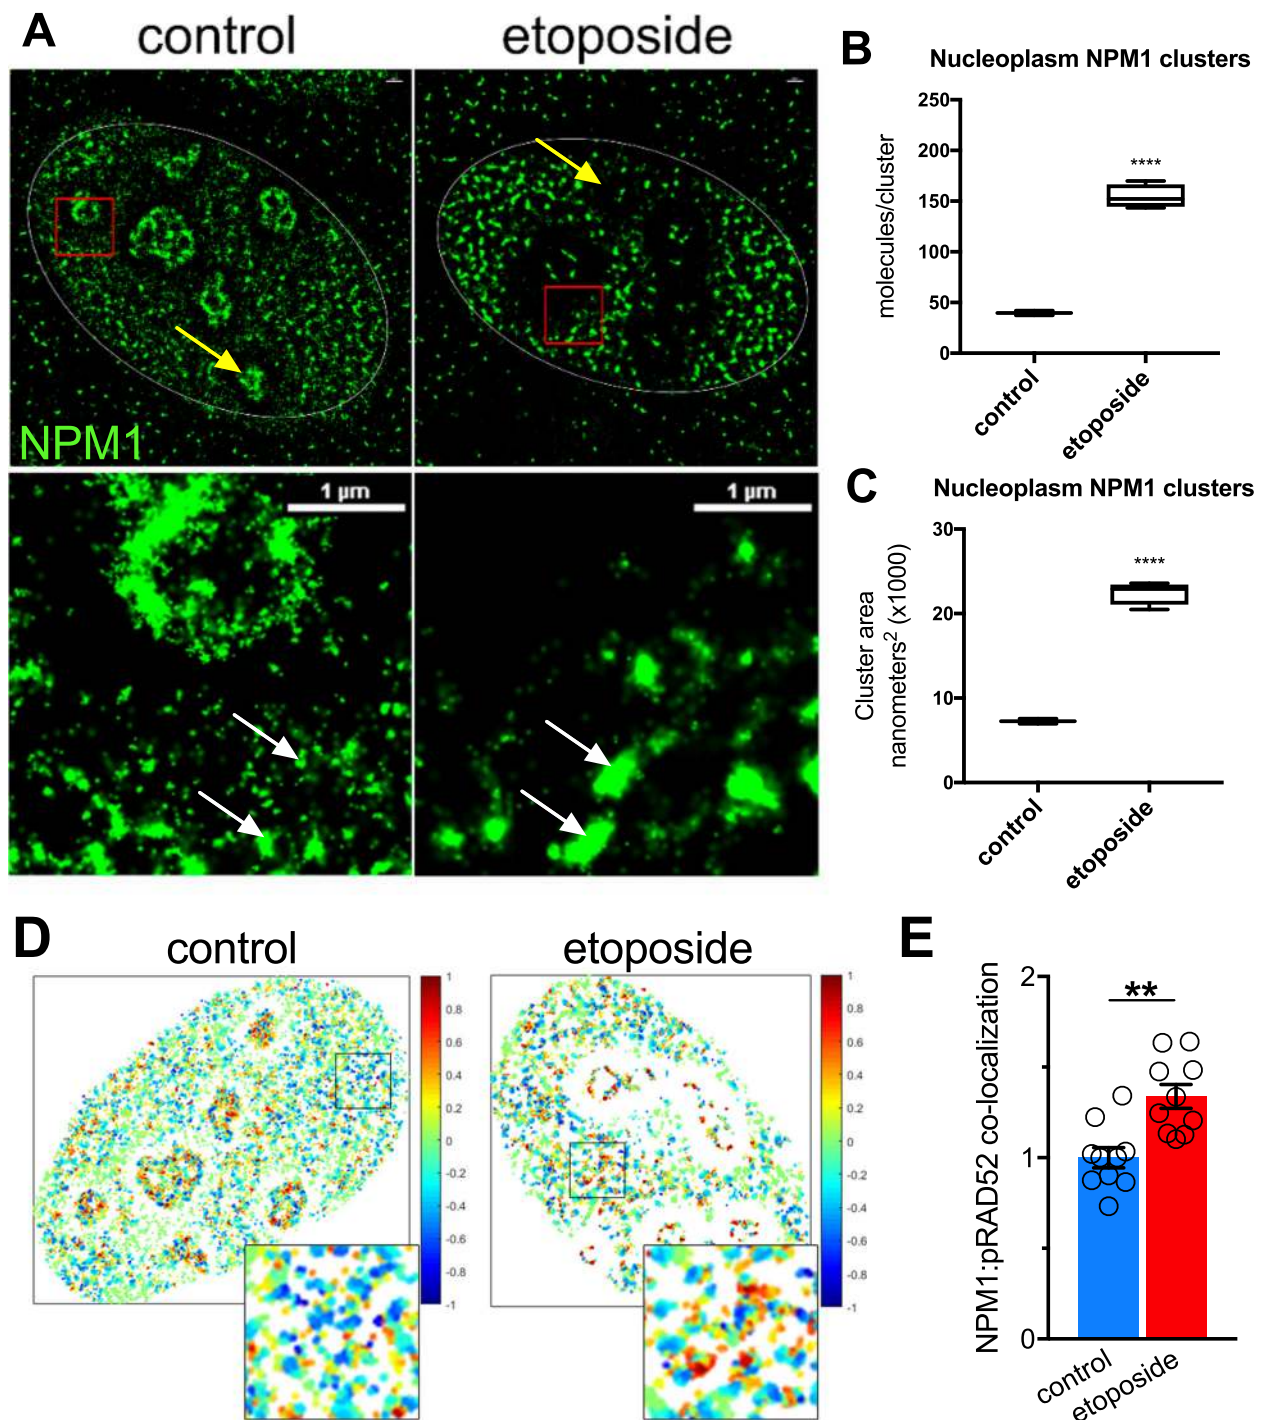 A
control
etoposide
NPM1
1 µm
1 µm
B
Nucleoplasm NPM1 clusters
molecules/cluster
250
200
150
100
50
0
****
control
etoposide
C
Nucleoplasm NPM1 clusters
Cluster area
nanometers² (x1000)
30
20
10
0
****
control
etoposide
D
control
etoposide
1
0.8
0.6
0.4
0.2
0
-0.2
-0.4
-0.6
-0.8
-1
1
0.8
0.6
0.4
0.2
0
-0.2
-0.4
-0.6
-0.8
-1
E
NPM1:pRAD52 co-localization
2
1
0
**
control
etoposide